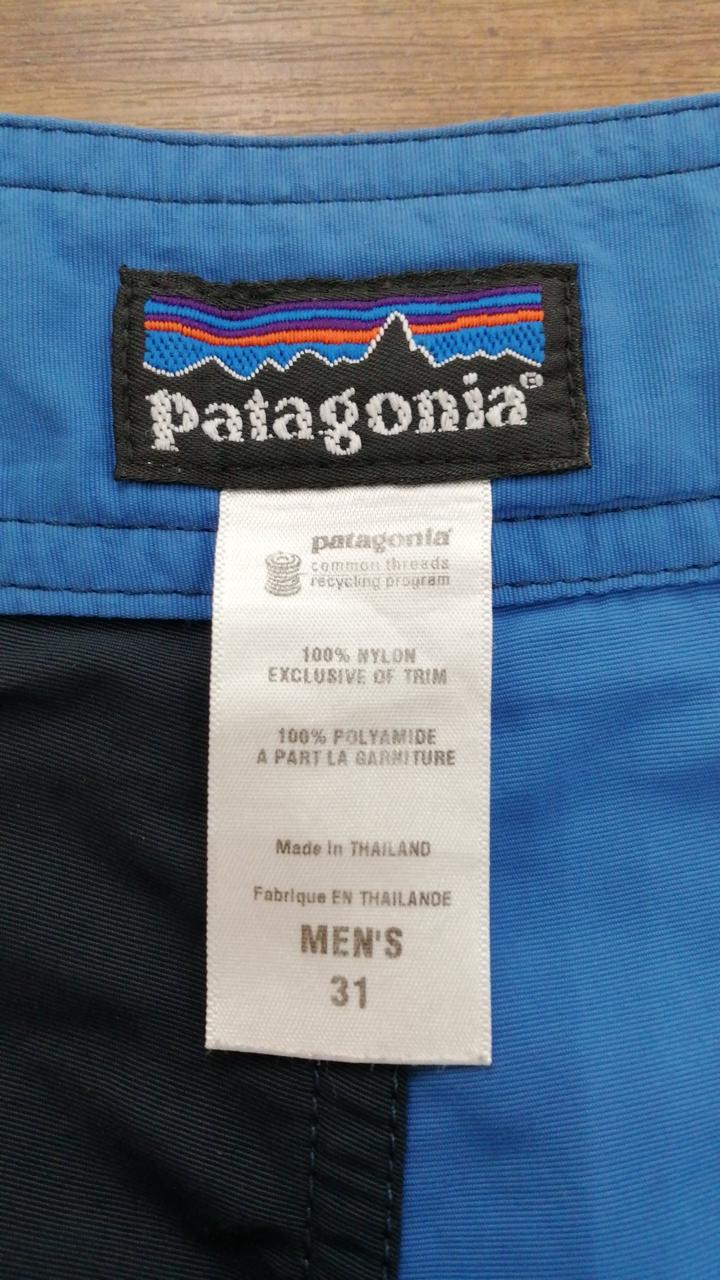 patagonia®
patagonia®
common threads
recycling program
100% NYLON
EXCLUSIVE OF TRIM
100% POLYAMIDE
A PART LA GARNITURE
Made in THAILAND
Fabrique EN THAILANDE
MEN'S
31